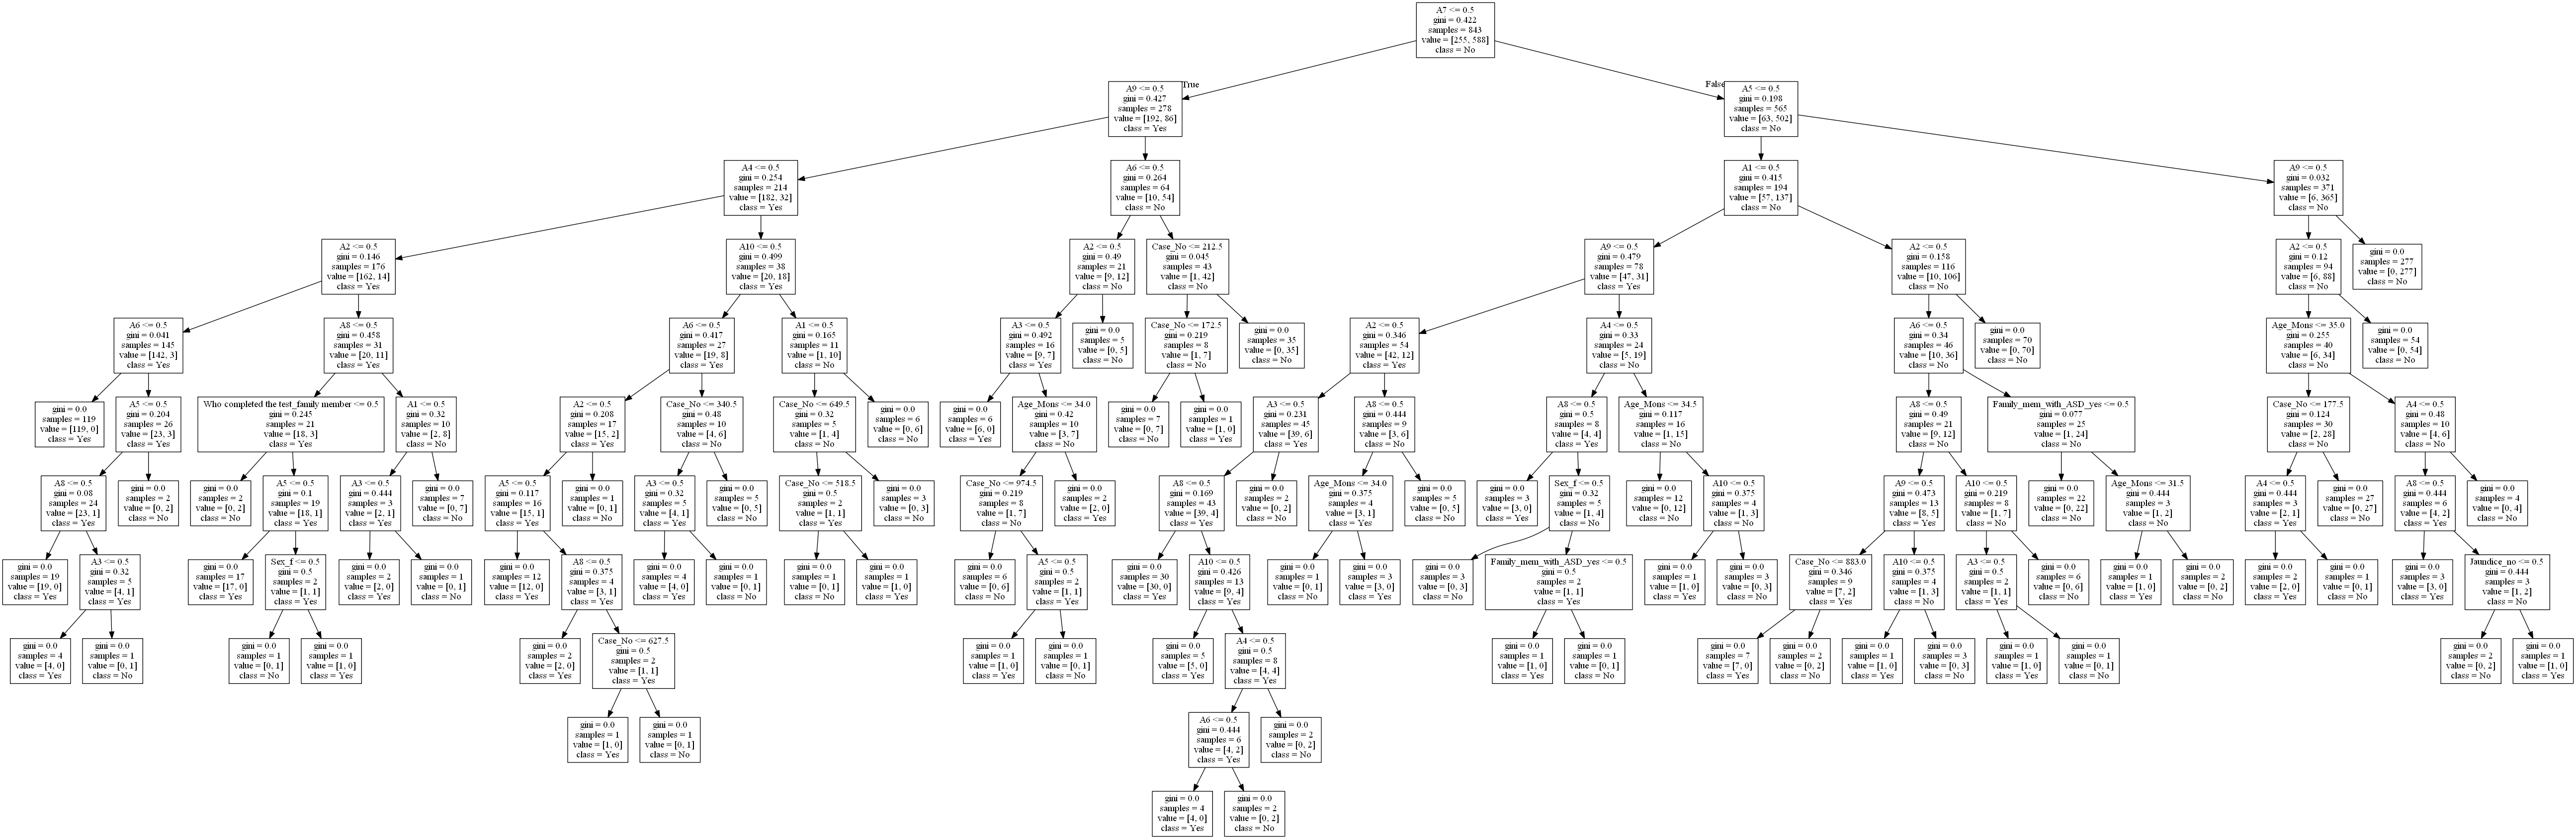 A7 <= 0.5
gini = 0.422
samples = 843
value = [255, 588]
class = No
True
False
A9 <= 0.5
gini = 0.427
samples = 278
value = [192, 86]
class = Yes
A5 <= 0.5
gini = 0.198
samples = 565
value = [63, 502]
class = No
A4 <= 0.5
gini = 0.254
samples = 214
value = [182, 32]
class = Yes
A6 <= 0.5
gini = 0.264
samples = 64
value = [10, 54]
class = No
A1 <= 0.5
gini = 0.415
samples = 194
value = [57, 137]
class = No
A9 <= 0.5
gini = 0.032
samples = 371
value = [6, 365]
class = No
A2 <= 0.5
gini = 0.146
samples = 176
value = [162, 14]
class = Yes
A10 <= 0.5
gini = 0.499
samples = 38
value = [20, 18]
class = Yes
A2 <= 0.5
gini = 0.49
samples = 21
value = [9, 12]
class = No
Case_No <= 212.5
gini = 0.045
samples = 43
value = [1, 42]
class = No
A9 <= 0.5
gini = 0.479
samples = 78
value = [47, 31]
class = Yes
A2 <= 0.5
gini = 0.158
samples = 116
value = [10, 106]
class = No
A2 <= 0.5
gini = 0.12
samples = 94
value = [6, 88]
class = No
gini = 0.0
samples = 277
value = [0, 277]
class = No
A6 <= 0.5
gini = 0.041
samples = 145
value = [142, 3]
class = Yes
A8 <= 0.5
gini = 0.458
samples = 31
value = [20, 11]
class = Yes
A6 <= 0.5
gini = 0.417
samples = 27
value = [19, 8]
class = Yes
A1 <= 0.5
gini = 0.165
samples = 11
value = [1, 10]
class = No
A3 <= 0.5
gini = 0.492
samples = 16
value = [9, 7]
class = Yes
gini = 0.0
samples = 5
value = [0, 5]
class = No
Case_No <= 172.5
gini = 0.219
samples = 8
value = [1, 7]
class = No
gini = 0.0
samples = 35
value = [0, 35]
class = No
A2 <= 0.5
gini = 0.346
samples = 54
value = [42, 12]
class = Yes
A4 <= 0.5
gini = 0.33
samples = 24
value = [5, 19]
class = No
A6 <= 0.5
gini = 0.34
samples = 46
value = [10, 36]
class = No
gini = 0.0
samples = 70
value = [0, 70]
class = No
Age_Mons <= 35.0
gini = 0.255
samples = 40
value = [6, 34]
class = No
gini = 0.0
samples = 54
value = [0, 54]
class = No
gini = 0.0
samples = 119
value = [119, 0]
class = Yes
A5 <= 0.5
gini = 0.204
samples = 26
value = [23, 3]
class = Yes
Who completed the test_family member <= 0.5
gini = 0.245
samples = 21
value = [18, 3]
class = Yes
A1 <= 0.5
gini = 0.32
samples = 10
value = [2, 8]
class = No
A2 <= 0.5
gini = 0.208
samples = 17
value = [15, 2]
class = Yes
Case_No <= 340.5
gini = 0.48
samples = 10
value = [4, 6]
class = No
Case_No <= 649.5
gini = 0.32
samples = 5
value = [1, 4]
class = No
gini = 0.0
samples = 6
value = [0, 6]
class = No
gini = 0.0
samples = 6
value = [6, 0]
class = Yes
Age_Mons <= 34.0
gini = 0.42
samples = 10
value = [3, 7]
class = No
gini = 0.0
samples = 7
value = [0, 7]
class = No
gini = 0.0
samples = 1
value = [1, 0]
class = Yes
A3 <= 0.5
gini = 0.231
samples = 45
value = [39, 6]
class = Yes
A8 <= 0.5
gini = 0.444
samples = 9
value = [3, 6]
class = No
A8 <= 0.5
gini = 0.5
samples = 8
value = [4, 4]
class = Yes
Age_Mons <= 34.5
gini = 0.117
samples = 16
value = [1, 15]
class = No
A8 <= 0.5
gini = 0.49
samples = 21
value = [9, 12]
class = No
Family_mem_with_ASD_yes <= 0.5
gini = 0.077
samples = 25
value = [1, 24]
class = No
Case_No <= 177.5
gini = 0.124
samples = 30
value = [2, 28]
class = No
A4 <= 0.5
gini = 0.48
samples = 10
value = [4, 6]
class = No
A8 <= 0.5
gini = 0.08
samples = 24
value = [23, 1]
class = Yes
gini = 0.0
samples = 2
value = [0, 2]
class = No
gini = 0.0
samples = 2
value = [0, 2]
class = No
A5 <= 0.5
gini = 0.1
samples = 19
value = [18, 1]
class = Yes
A3 <= 0.5
gini = 0.444
samples = 3
value = [2, 1]
class = Yes
gini = 0.0
samples = 7
value = [0, 7]
class = No
A5 <= 0.5
gini = 0.117
samples = 16
value = [15, 1]
class = Yes
gini = 0.0
samples = 1
value = [0, 1]
class = No
A3 <= 0.5
gini = 0.32
samples = 5
value = [4, 1]
class = Yes
gini = 0.0
samples = 5
value = [0, 5]
class = No
Case_No <= 518.5
gini = 0.5
samples = 2
value = [1, 1]
class = Yes
gini = 0.0
samples = 3
value = [0, 3]
class = No
Case_No <= 974.5
gini = 0.219
samples = 8
value = [1, 7]
class = No
gini = 0.0
samples = 2
value = [2, 0]
class = Yes
A8 <= 0.5
gini = 0.169
samples = 43
value = [39, 4]
class = Yes
gini = 0.0
samples = 2
value = [0, 2]
class = No
Age_Mons <= 34.0
gini = 0.375
samples = 4
value = [3, 1]
class = Yes
gini = 0.0
samples = 5
value = [0, 5]
class = No
gini = 0.0
samples = 3
value = [3, 0]
class = Yes
Sex_f <= 0.5
gini = 0.32
samples = 5
value = [1, 4]
class = No
gini = 0.0
samples = 12
value = [0, 12]
class = No
A10 <= 0.5
gini = 0.375
samples = 4
value = [1, 3]
class = No
A9 <= 0.5
gini = 0.473
samples = 13
value = [8, 5]
class = Yes
A10 <= 0.5
gini = 0.219
samples = 8
value = [1, 7]
class = No
gini = 0.0
samples = 22
value = [0, 22]
class = No
Age_Mons <= 31.5
gini = 0.444
samples = 3
value = [1, 2]
class = No
A4 <= 0.5
gini = 0.444
samples = 3
value = [2, 1]
class = Yes
gini = 0.0
samples = 27
value = [0, 27]
class = No
A8 <= 0.5
gini = 0.444
samples = 6
value = [4, 2]
class = Yes
gini = 0.0
samples = 4
value = [0, 4]
class = No
gini = 0.0
samples = 19
value = [19, 0]
class = Yes
A3 <= 0.5
gini = 0.32
samples = 5
value = [4, 1]
class = Yes
gini = 0.0
samples = 17
value = [17, 0]
class = Yes
Sex_f <= 0.5
gini = 0.5
samples = 2
value = [1, 1]
class = Yes
gini = 0.0
samples = 2
value = [2, 0]
class = Yes
gini = 0.0
samples = 1
value = [0, 1]
class = No
gini = 0.0
samples = 12
value = [12, 0]
class = Yes
A8 <= 0.5
gini = 0.375
samples = 4
value = [3, 1]
class = Yes
gini = 0.0
samples = 4
value = [4, 0]
class = Yes
gini = 0.0
samples = 1
value = [0, 1]
class = No
gini = 0.0
samples = 1
value = [0, 1]
class = No
gini = 0.0
samples = 1
value = [1, 0]
class = Yes
gini = 0.0
samples = 6
value = [0, 6]
class = No
A5 <= 0.5
gini = 0.5
samples = 2
value = [1, 1]
class = Yes
gini = 0.0
samples = 30
value = [30, 0]
class = Yes
A10 <= 0.5
gini = 0.426
samples = 13
value = [9, 4]
class = Yes
gini = 0.0
samples = 1
value = [0, 1]
class = No
gini = 0.0
samples = 3
value = [3, 0]
class = Yes
gini = 0.0
samples = 3
value = [0, 3]
class = No
Family_mem_with_ASD_yes <= 0.5
gini = 0.5
samples = 2
value = [1, 1]
class = Yes
gini = 0.0
samples = 1
value = [1, 0]
class = Yes
gini = 0.0
samples = 3
value = [0, 3]
class = No
Case_No <= 883.0
gini = 0.346
samples = 9
value = [7, 2]
class = Yes
A10 <= 0.5
gini = 0.375
samples = 4
value = [1, 3]
class = No
A3 <= 0.5
gini = 0.5
samples = 2
value = [1, 1]
class = Yes
gini = 0.0
samples = 6
value = [0, 6]
class = No
gini = 0.0
samples = 1
value = [1, 0]
class = Yes
gini = 0.0
samples = 2
value = [0, 2]
class = No
gini = 0.0
samples = 2
value = [2, 0]
class = Yes
gini = 0.0
samples = 1
value = [0, 1]
class = No
gini = 0.0
samples = 3
value = [3, 0]
class = Yes
Jaundice_no <= 0.5
gini = 0.444
samples = 3
value = [1, 2]
class = No
gini = 0.0
samples = 4
value = [4, 0]
class = Yes
gini = 0.0
samples = 1
value = [0, 1]
class = No
gini = 0.0
samples = 1
value = [0, 1]
class = No
gini = 0.0
samples = 1
value = [1, 0]
class = Yes
gini = 0.0
samples = 2
value = [2, 0]
class = Yes
Case_No <= 627.5
gini = 0.5
samples = 2
value = [1, 1]
class = Yes
gini = 0.0
samples = 1
value = [1, 0]
class = Yes
gini = 0.0
samples = 1
value = [0, 1]
class = No
gini = 0.0
samples = 5
value = [5, 0]
class = Yes
A4 <= 0.5
gini = 0.5
samples = 8
value = [4, 4]
class = Yes
gini = 0.0
samples = 1
value = [1, 0]
class = Yes
gini = 0.0
samples = 1
value = [0, 1]
class = No
gini = 0.0
samples = 7
value = [7, 0]
class = Yes
gini = 0.0
samples = 2
value = [0, 2]
class = No
gini = 0.0
samples = 1
value = [1, 0]
class = Yes
gini = 0.0
samples = 3
value = [0, 3]
class = No
gini = 0.0
samples = 1
value = [1, 0]
class = Yes
gini = 0.0
samples = 1
value = [0, 1]
class = No
gini = 0.0
samples = 2
value = [0, 2]
class = No
gini = 0.0
samples = 1
value = [1, 0]
class = Yes
gini = 0.0
samples = 1
value = [1, 0]
class = Yes
gini = 0.0
samples = 1
value = [0, 1]
class = No
A6 <= 0.5
gini = 0.444
samples = 6
value = [4, 2]
class = Yes
gini = 0.0
samples = 2
value = [0, 2]
class = No
gini = 0.0
samples = 4
value = [4, 0]
class = Yes
gini = 0.0
samples = 2
value = [0, 2]
class = No